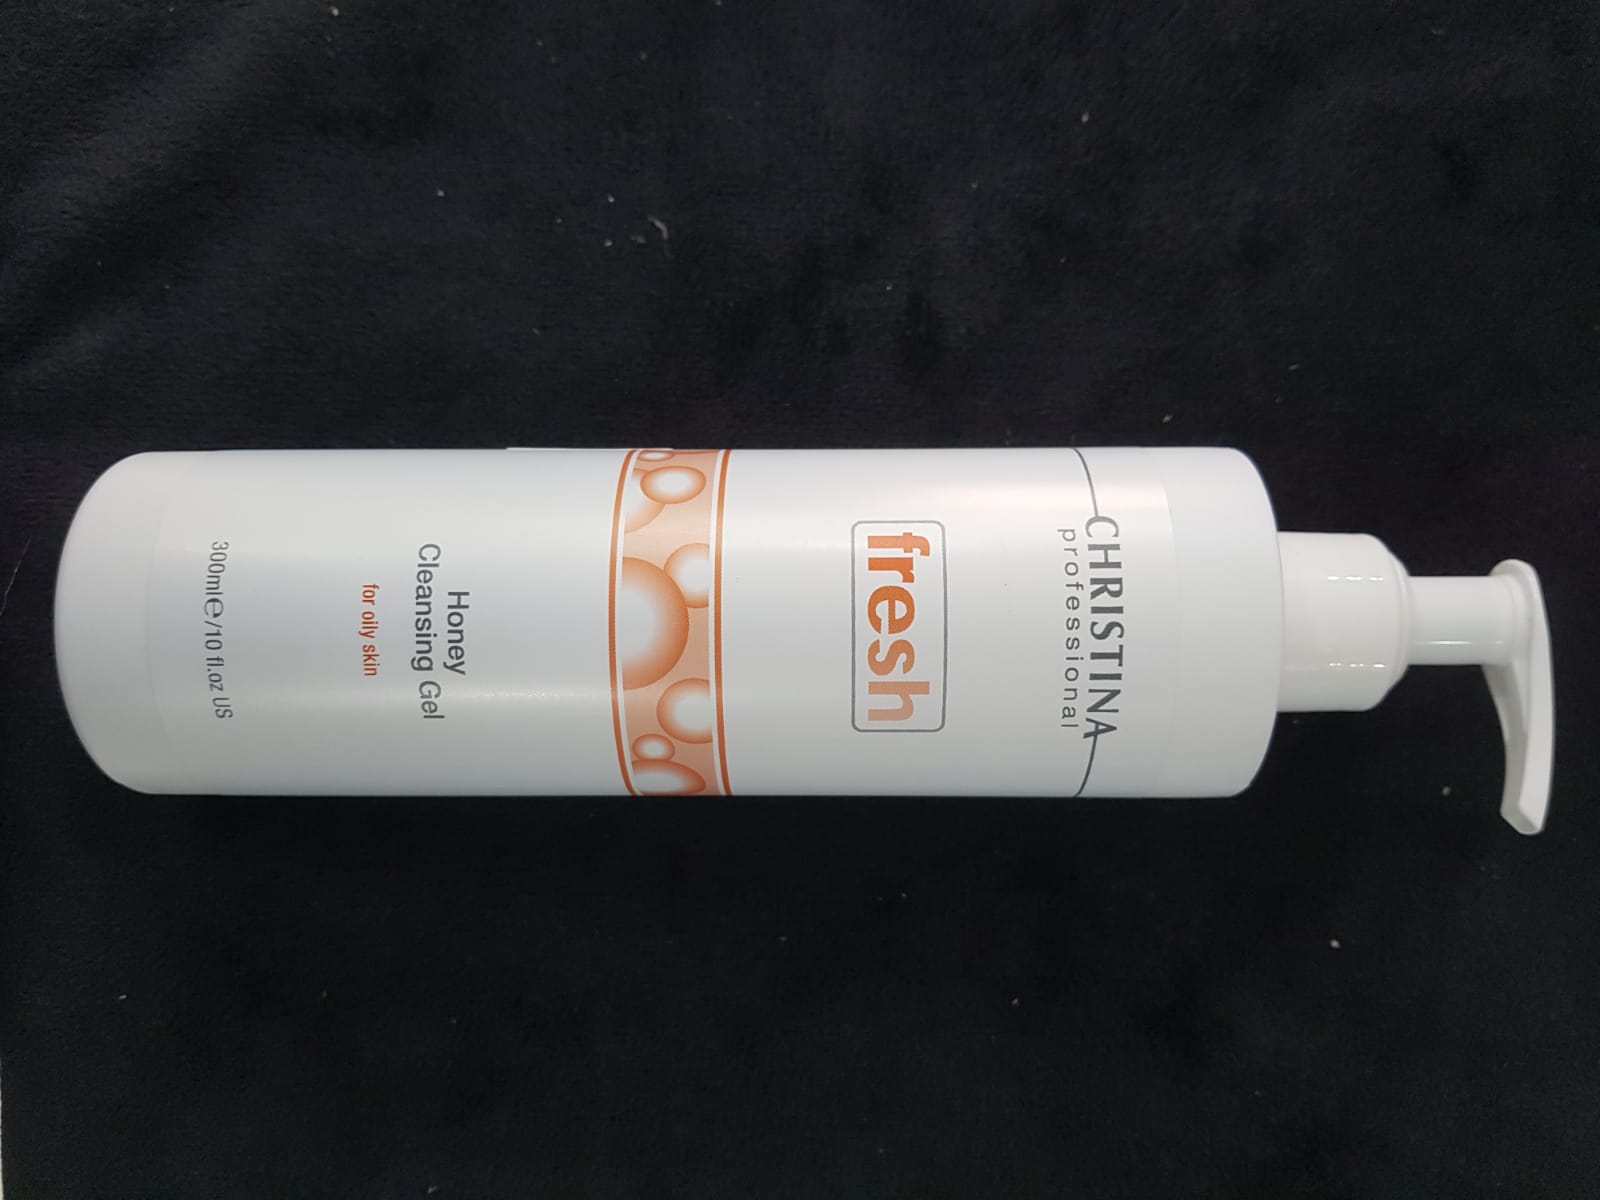 CHRISTINA
professional
fresh
Honey
Cleansing Gel
for oily skin
300ml℮/10 fl.oz US